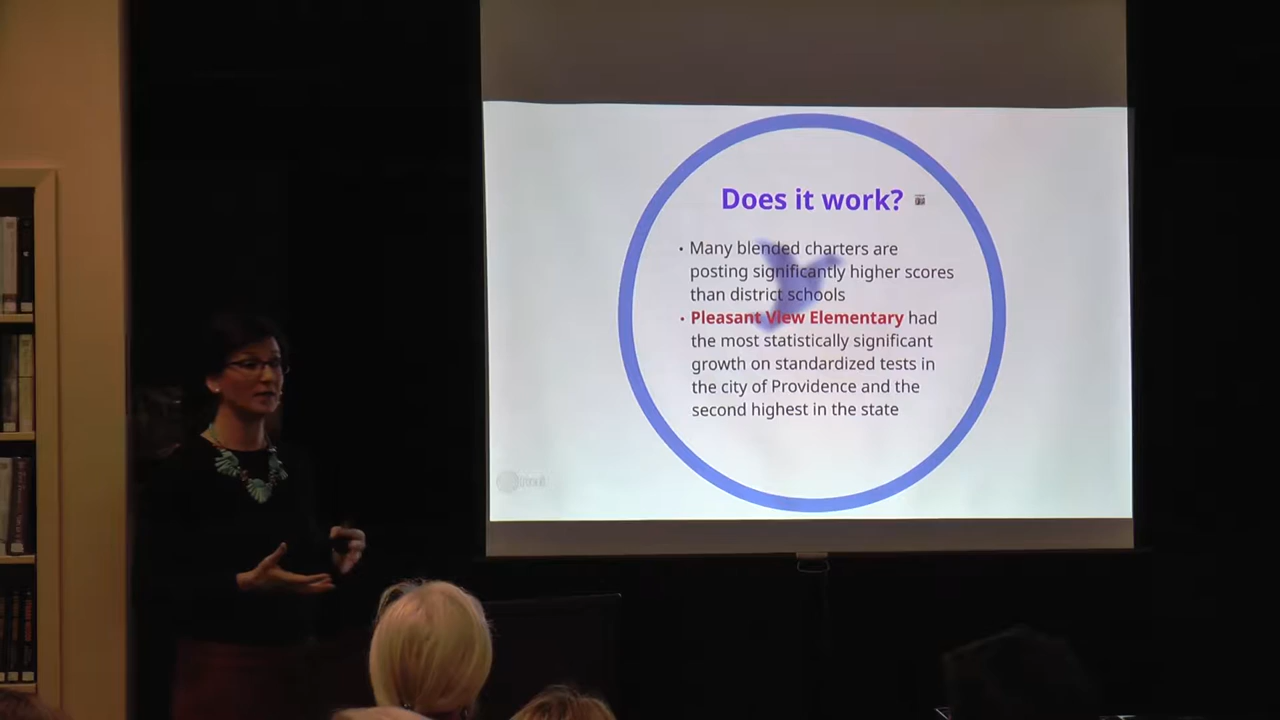 Does it work?
• Many blended charters are
posting significantly higher scores
than district schools
• Pleasant View Elementary had
the most statistically significant
growth on standardized tests in
the city of Providence and the
second highest in the state